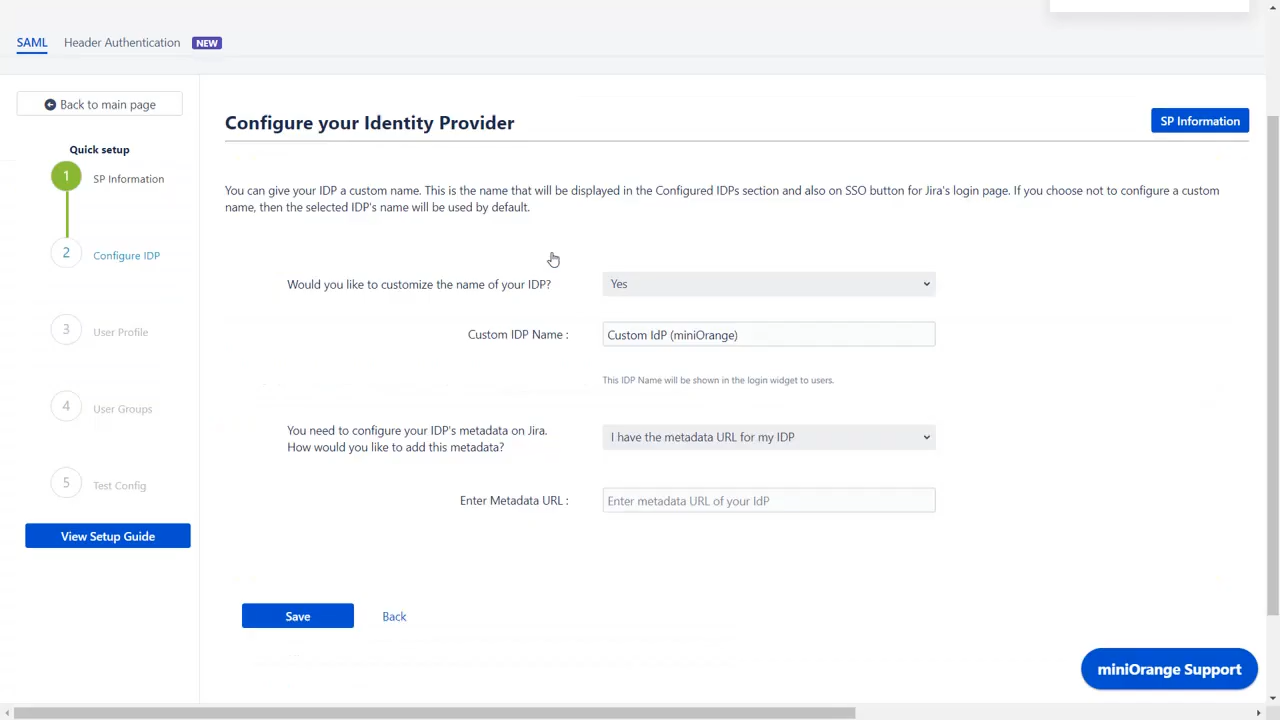 SAML
Header Authentication
NEW
Back to main page
Quick setup
1
SP Information
2
Configure IDP
3
User Profile
4
User Groups
5
Test Config
View Setup Guide
Configure your Identity Provider
SP Information
You can give your IDP a custom name. This is the name that will be displayed in the Configured IDPs section and also on SSO button for Jira's login page. If you choose not to configure a custom
name, then the selected IDP's name will be used by default.
Would you like to customize the name of your IDP?
Yes
Custom IDP Name :
Custom IdP (miniOrange)
This IDP Name will be shown in the login widget to users.
You need to configure your IDP's metadata on Jira.
How would you like to add this metadata?
I have the metadata URL for my IDP
Enter Metadata URL :
Enter metadata URL of your IdP
Save
Back
miniOrange Support